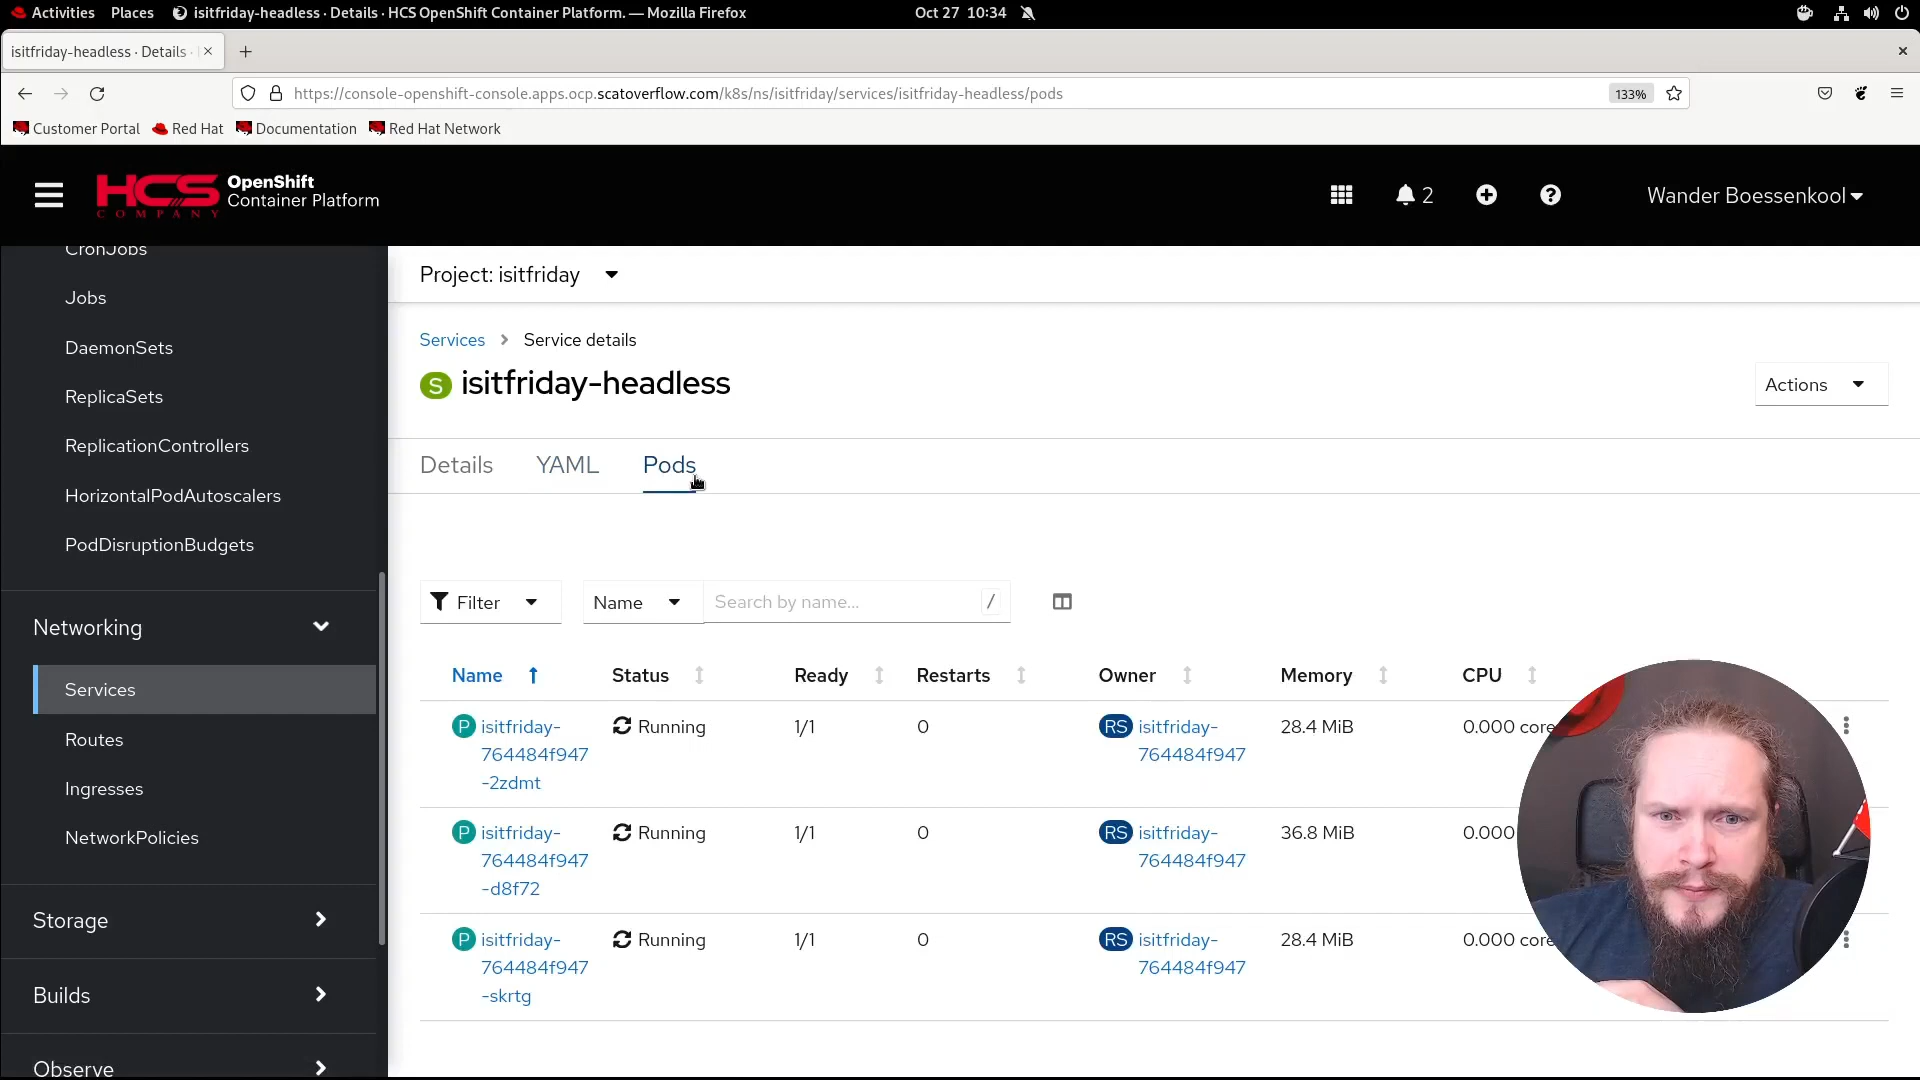 Activities Places isitfriday-headless · Details · HCS OpenShift Container Platform. — Mozilla Firefox Oct 27 10:34
isitfriday-headless · Details ·
https://console-openshift-console.apps.ocp.scatoverflow.com/k8s/ns/isitfriday/services/isitfriday-headless/pods 133%
Customer Portal Red Hat Documentation Red Hat Network
HCS COMPANY OpenShift
Container Platform
2 Wander Boessenkool
CronJobs
Jobs
DaemonSets
ReplicaSets
ReplicationControllers
HorizontalPodAutoscalers
PodDisruptionBudgets
Networking
Services
Routes
Ingresses
NetworkPolicies
Storage
Builds
Observe
Project: isitfriday
Services Service details
S isitfriday-headless
Actions
Details YAML Pods
Filter Name Search by name... /
Name Status Ready Restarts Owner Memory CPU
P isitfriday- Running 1/1 0 RS isitfriday- 28.4 MiB 0.000 core
764484f947 764484f947
-2zdmt
P isitfriday- Running 1/1 0 RS isitfriday- 36.8 MiB 0.000
764484f947 764484f947
-d8f72
P isitfriday- Running 1/1 0 RS isitfriday- 28.4 MiB 0.000 core
764484f947 764484f947
-skrtg